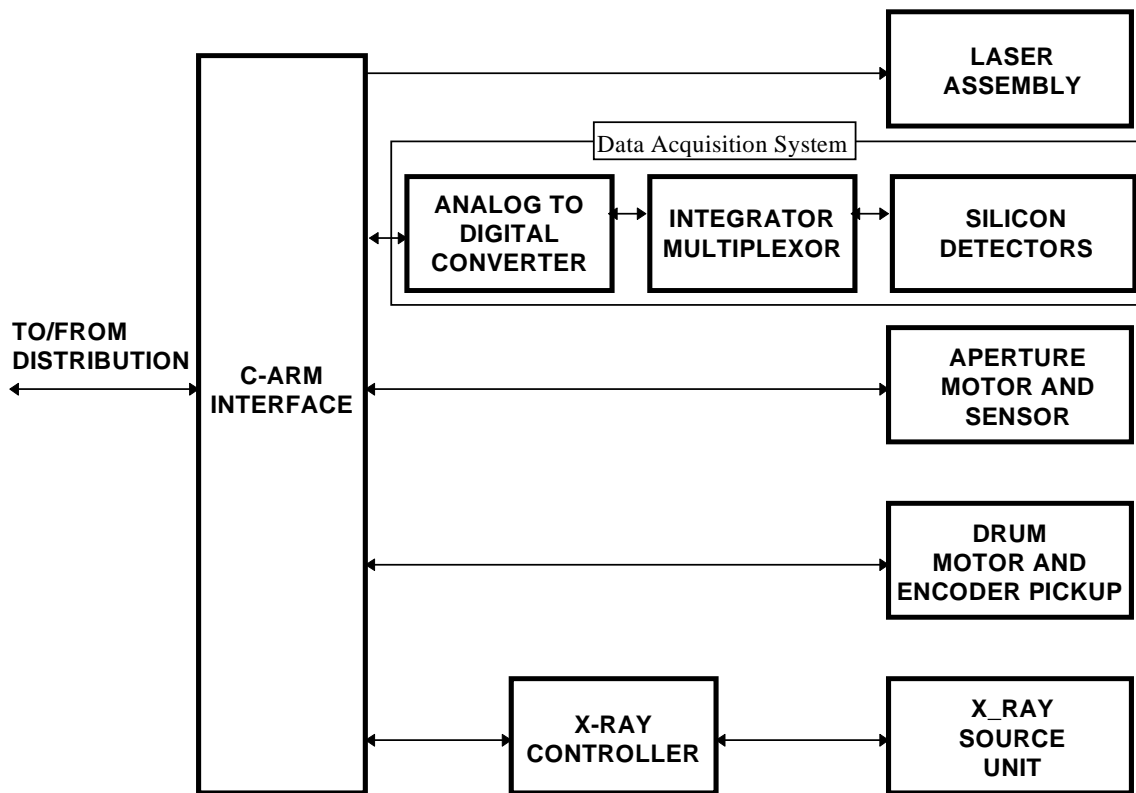 LASER
ASSEMBLY
Data Acquisition System
ANALOG TO
DIGITAL
CONVERTER
INTEGRATOR
MULTIPLEXOR
SILICON
DETECTORS
TO/FROM
DISTRIBUTION
C-ARM
INTERFACE
APERTURE
MOTOR AND
SENSOR
DRUM
MOTOR AND
ENCODER PICKUP
X-RAY
CONTROLLER
X_RAY
SOURCE
UNIT